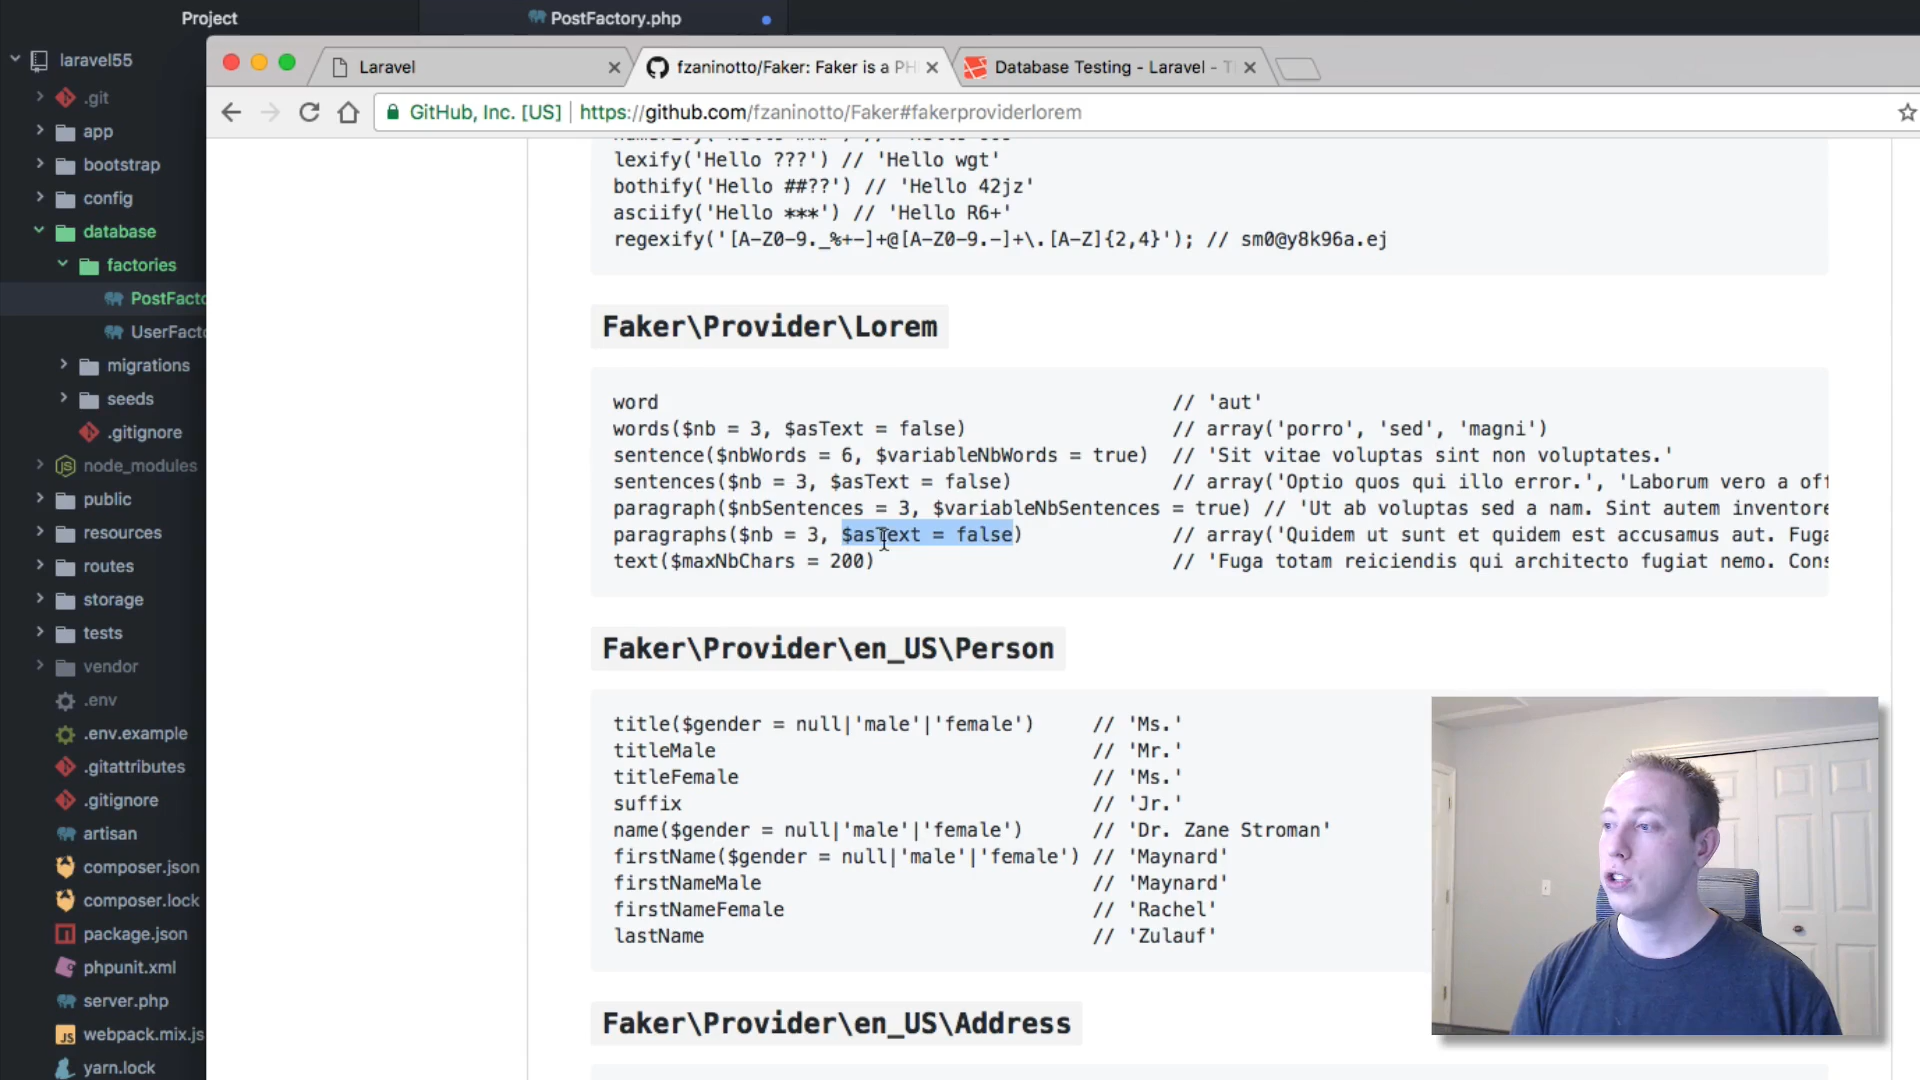 Project
PostFactory.php
laravel55
.git
app
bootstrap
config
database
factories
PostFacto
UserFacto
migrations
seeds
.gitignore
node_modules
public
resources
routes
storage
tests
vendor
.env
.env.example
.gitattributes
.gitignore
artisan
composer.json
composer.lock
package.json
phpunit.xml
server.php
webpack.mix.js
yarn.lock
Laravel
fzaninotto/Faker: Faker is a PH
Database Testing - Laravel - T
GitHub, Inc. [US] | https://github.com/fzaninotto/Faker#fakerproviderlorem
lexify('Hello ???') // 'Hello wgt'
bothify('Hello ##??') // 'Hello 42jz'
asciify('Hello ***') // 'Hello R6+'
regexify('[A-Z0-9._%+-]+@[A-Z0-9.-]+\.[A-Z]{2,4}'); // sm0@y8k96a.ej
Faker\Provider\Lorem
word // 'aut'
words($nb = 3, $asText = false) // array('porro', 'sed', 'magni')
sentence($nbWords = 6, $variableNbWords = true) // 'Sit vitae voluptas sint non voluptates.'
sentences($nb = 3, $asText = false) // array('Optio quos qui illo error.', 'Laborum vero a off
paragraph($nbSentences = 3, $variableNbSentences = true) // 'Ut ab voluptas sed a nam. Sint autem inventore
paragraphs($nb = 3, $asText = false) // array('Quidem ut sunt et quidem est accusamus aut. Fuga
text($maxNbChars = 200) // 'Fuga totam reiciendis qui architecto fugiat nemo. Cons
Faker\Provider\en_US\Person
title($gender = null|'male'|'female') // 'Ms.'
titleMale // 'Mr.'
titleFemale // 'Ms.'
suffix // 'Jr.'
name($gender = null|'male'|'female') // 'Dr. Zane Stroman'
firstName($gender = null|'male'|'female') // 'Maynard'
firstNameMale // 'Maynard'
firstNameFemale // 'Rachel'
lastName // 'Zulauf'
Faker\Provider\en_US\Address